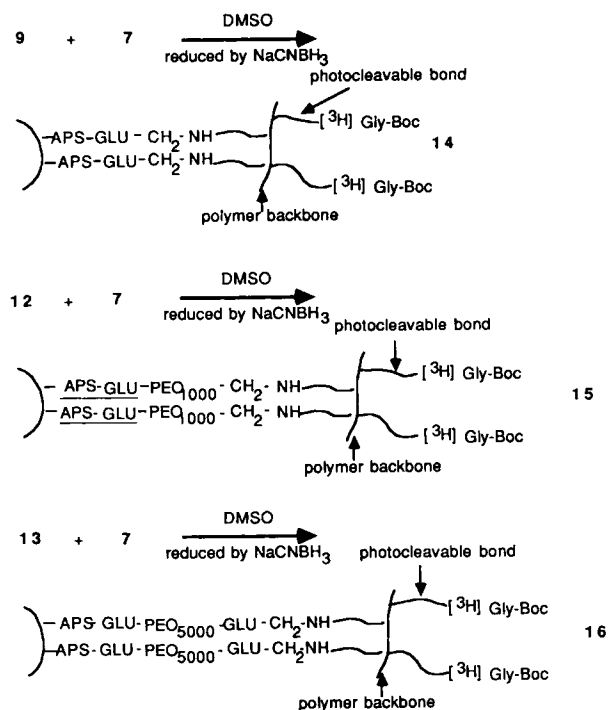 DMSO
9 + 7
reduced by NaCNBH3
photocleavable bond
APS-GLU-CH2-NH [3H] Gly-Boc
14
APS-GLU-CH2-NH [3H] Gly-Boc
polymer backbone
DMSO
12 + 7
reduced by NaCNBH3
photocleavable bond
APS-GLU-PEO1000-CH2-NH [3H] Gly-Boc
15
APS-GLU-PEO1000-CH2-NH [3H] Gly-Boc
polymer backbone
DMSO
13 + 7
reduced by NaCNBH3
photocleavable bond
APS-GLU-PEO5000-GLU-CH2-NH [3H] Gly-Boc
16
APS-GLU-PEO5000-GLU-CH2-NH [3H] Gly-Boc
polymer backbone